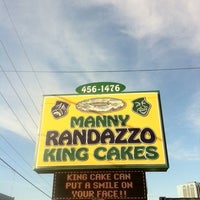 456-1476
MANNY
RANDAZZO
KING CAKES
KING CAKE CAN
PUT A SMILE ON
YOUR FACE!!